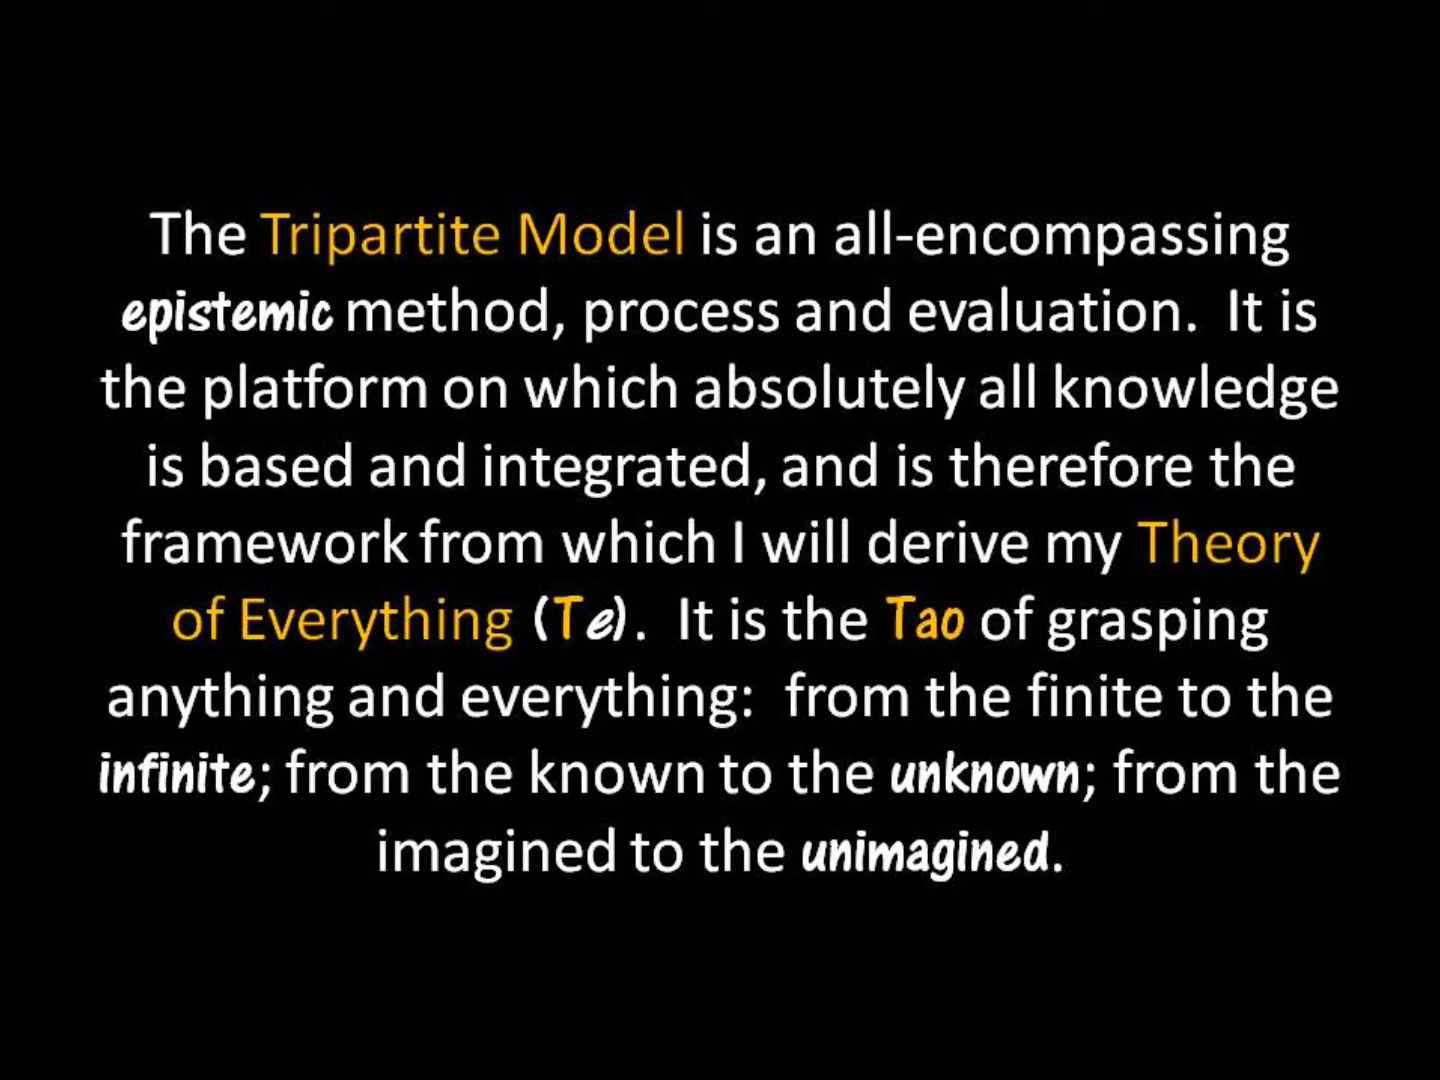 The Tripartite Model is an all-encompassing
epistemic method, process and evaluation.  It is
the platform on which absolutely all knowledge
is based and integrated, and is therefore the
framework from which I will derive my Theory
of Everything (Te).  It is the Tao of grasping
anything and everything:  from the finite to the
infinite; from the known to the unknown; from the
imagined to the unimagined.